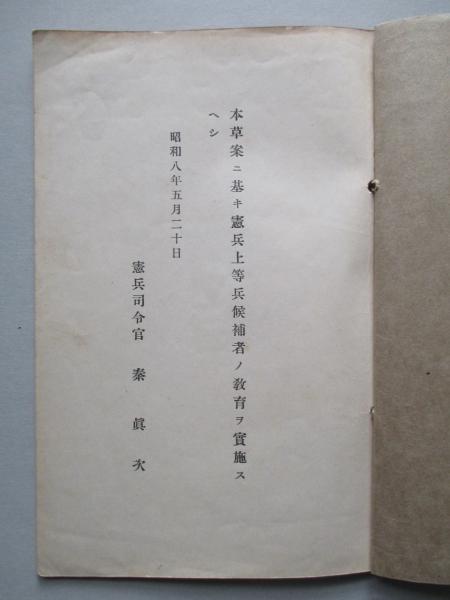 本草案ニ基キ憲兵上等兵候補者ノ教育ヲ實施ス
ヘシ
昭和八年五月二十日
憲兵司令官 秦 眞次